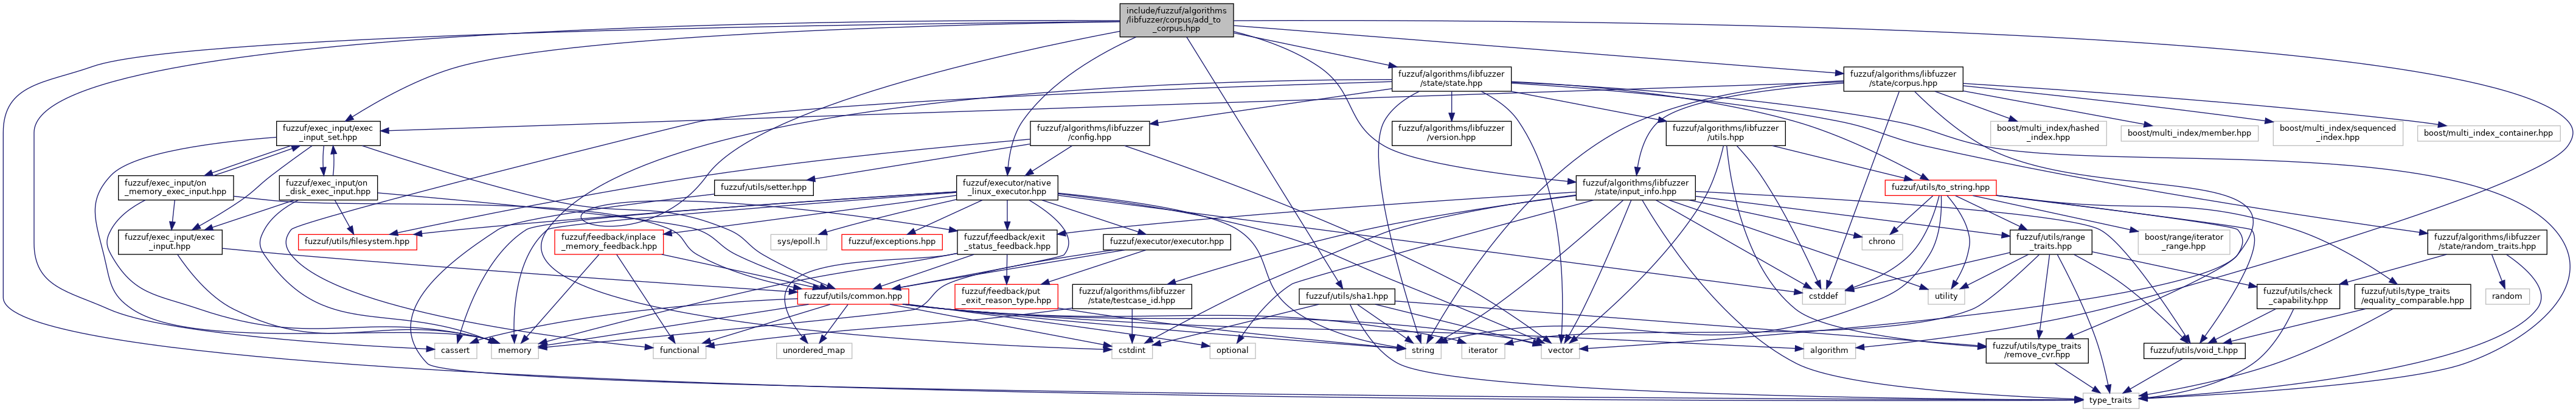 include/fuzzuf/algorithms
/libfuzzer/corpus/add_to
_corpus.hpp
fuzzuf/algorithms/libfuzzer
/state/state.hpp
fuzzuf/algorithms/libfuzzer
/state/corpus.hpp
fuzzuf/exec_input/exec
_input_set.hpp
fuzzuf/algorithms/libfuzzer
/config.hpp
fuzzuf/algorithms/libfuzzer
/version.hpp
fuzzuf/algorithms/libfuzzer
/utils.hpp
boost/multi_index/hashed
_index.hpp
boost/multi_index/member.hpp
boost/multi_index/sequenced
_index.hpp
boost/multi_index_container.hpp
fuzzuf/exec_input/on
_memory_exec_input.hpp
fuzzuf/exec_input/on
_disk_exec_input.hpp
fuzzuf/utils/setter.hpp
fuzzuf/executor/native
_linux_executor.hpp
fuzzuf/algorithms/libfuzzer
/state/input_info.hpp
fuzzuf/utils/to_string.hpp
fuzzuf/exec_input/exec
_input.hpp
fuzzuf/utils/filesystem.hpp
fuzzuf/feedback/inplace
_memory_feedback.hpp
sys/epoll.h
fuzzuf/exceptions.hpp
fuzzuf/feedback/exit
_status_feedback.hpp
fuzzuf/executor/executor.hpp
chrono
fuzzuf/utils/range
_traits.hpp
boost/range/iterator
_range.hpp
fuzzuf/algorithms/libfuzzer
/state/random_traits.hpp
fuzzuf/utils/common.hpp
fuzzuf/feedback/put
_exit_reason_type.hpp
fuzzuf/algorithms/libfuzzer
/state/testcase_id.hpp
fuzzuf/utils/sha1.hpp
cstddef
utility
fuzzuf/utils/check
_capability.hpp
fuzzuf/utils/type_traits
/equality_comparable.hpp
random
cassert
memory
functional
unordered_map
cstdint
optional
string
iterator
vector
algorithm
fuzzuf/utils/type_traits
/remove_cvr.hpp
fuzzuf/utils/void_t.hpp
type_traits